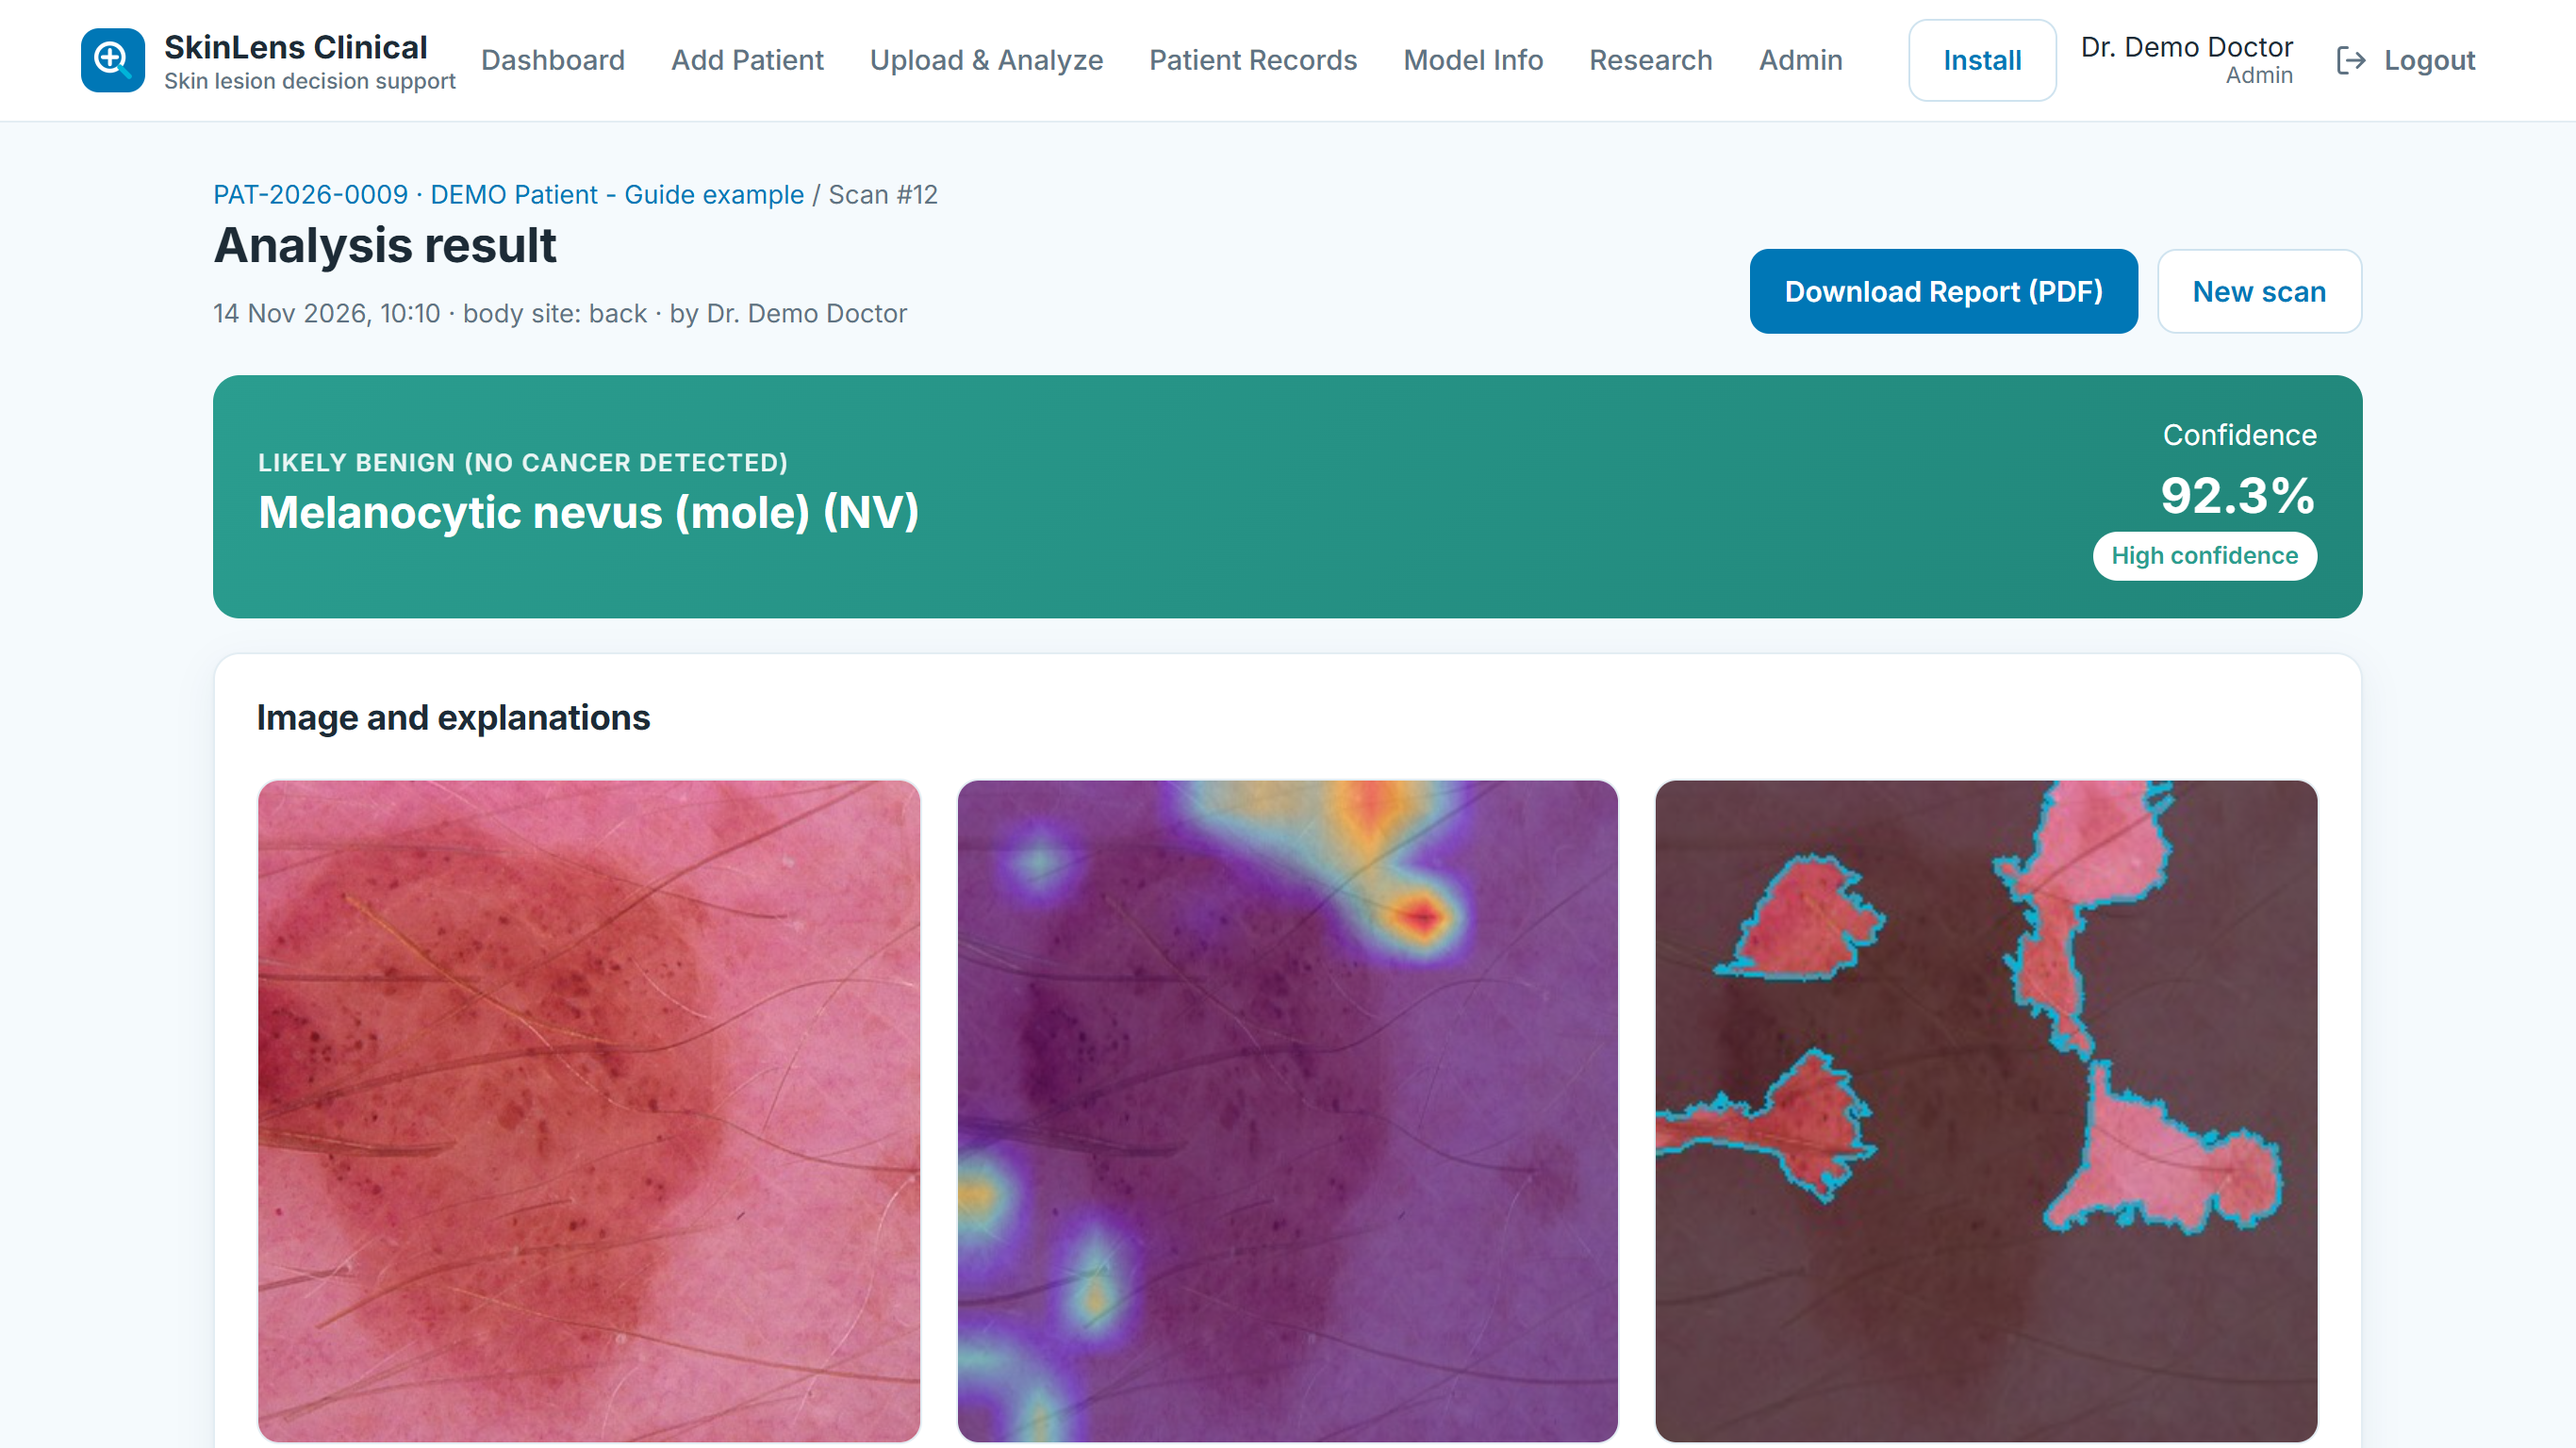 SkinLens Clinical
Skin lesion decision support
Dashboard
Add Patient
Upload & Analyze
Patient Records
Model Info
Research
Admin
Install
Dr. Demo Doctor
Admin
Logout
PAT-2026-0009 · DEMO Patient - Guide example / Scan #12
Analysis result
14 Nov 2026, 10:10 · body site: back · by Dr. Demo Doctor
Download Report (PDF)
New scan
LIKELY BENIGN (NO CANCER DETECTED)
Melanocytic nevus (mole) (NV)
Confidence
92.3%
High confidence
Image and explanations